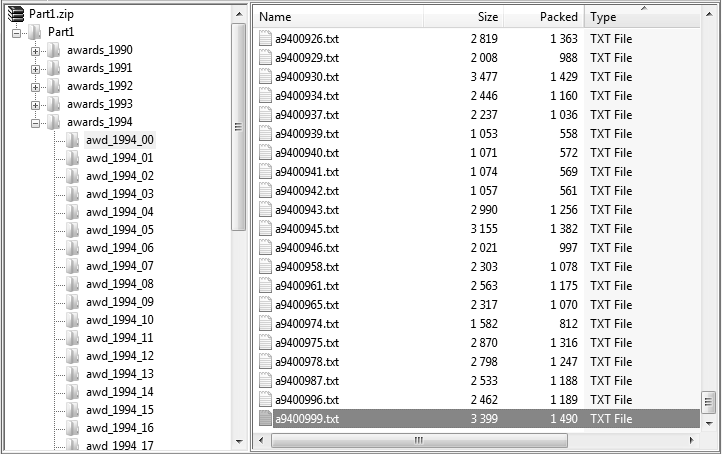 Part1.zip
Part1
awards_1990
awards_1991
awards_1992
awards_1993
awards_1994
awd_1994_00
awd_1994_01
awd_1994_02
awd_1994_03
awd_1994_04
awd_1994_05
awd_1994_06
awd_1994_07
awd_1994_08
awd_1994_09
awd_1994_10
awd_1994_11
awd_1994_12
awd_1994_13
awd_1994_14
awd_1994_15
awd_1994_16
awd_1994_17
Name Size Packed Type
a9400926.txt 2 819 1 363 TXT File
a9400929.txt 2 008 988 TXT File
a9400930.txt 3 477 1 429 TXT File
a9400934.txt 2 446 1 160 TXT File
a9400937.txt 2 237 1 036 TXT File
a9400939.txt 1 053 558 TXT File
a9400940.txt 1 071 572 TXT File
a9400941.txt 1 074 569 TXT File
a9400942.txt 1 057 561 TXT File
a9400943.txt 2 990 1 256 TXT File
a9400945.txt 3 155 1 382 TXT File
a9400946.txt 2 021 997 TXT File
a9400958.txt 2 303 1 078 TXT File
a9400961.txt 2 563 1 175 TXT File
a9400965.txt 2 317 1 070 TXT File
a9400974.txt 1 582 812 TXT File
a9400975.txt 2 870 1 316 TXT File
a9400978.txt 2 798 1 247 TXT File
a9400987.txt 2 533 1 188 TXT File
a9400996.txt 2 462 1 189 TXT File
a9400999.txt 3 399 1 490 TXT File